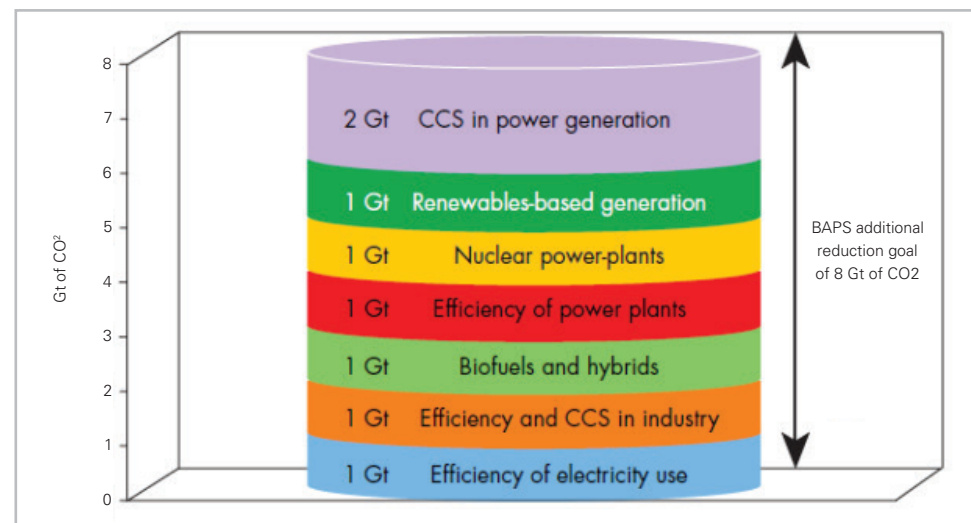 8
7
6
5
4
3
2
1
0
Gt of CO²
2 Gt CCS in power generation
1 Gt Renewables-based generation
1 Gt Nuclear power-plants
1 Gt Efficiency of power plants
1 Gt Biofuels and hybrids
1 Gt Efficiency and CCS in industry
1 Gt Efficiency of electricity use
BAPS additional
reduction goal
of 8 Gt of CO2